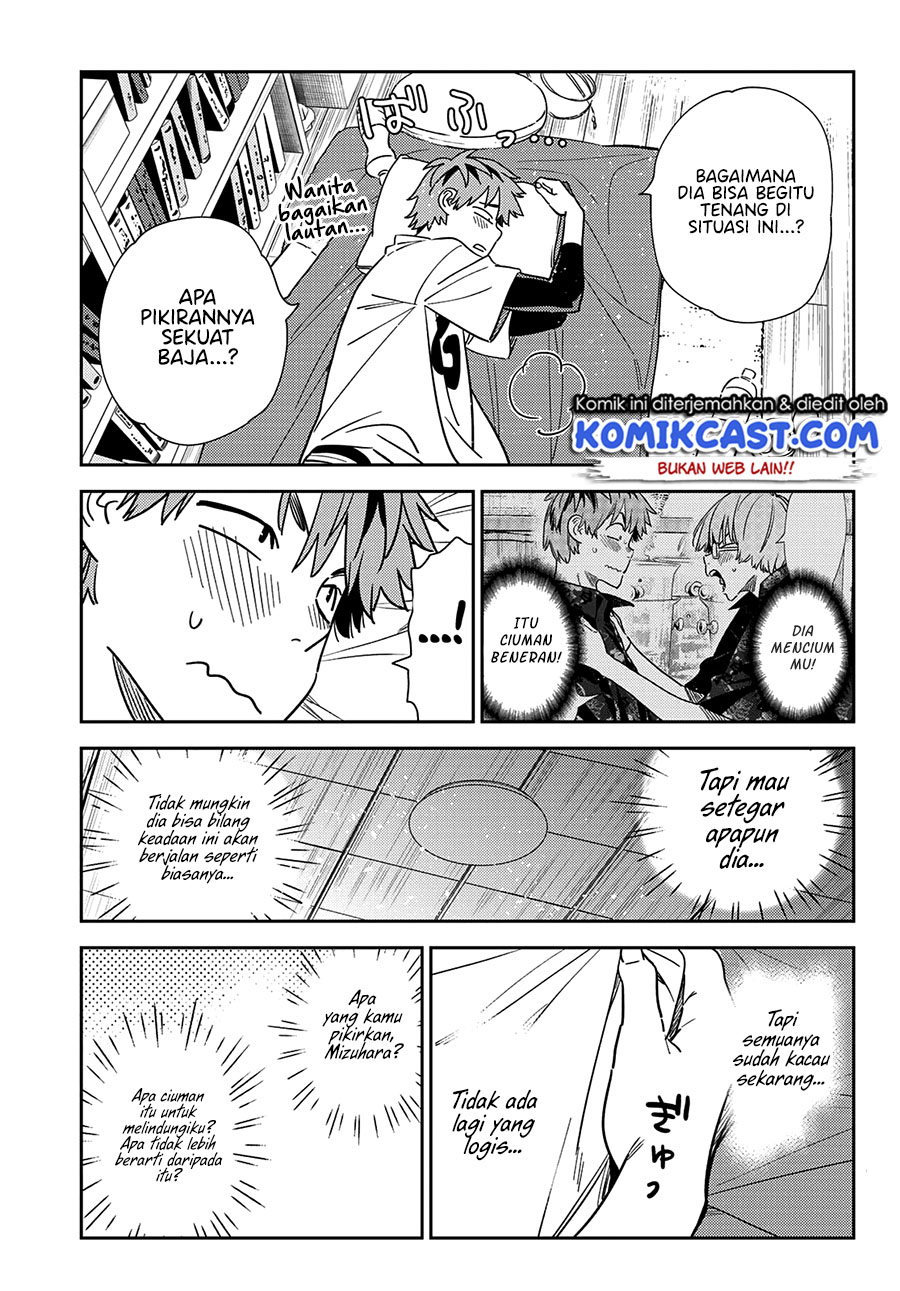 BAGAIMANA
DIA BISA BEGITU
TENANG DI
SITUASI INI...?
ばふっ
Wanita
bagaikan
lautan...
APA
PIKIRANNYA
SEKUAT
BAJA...?
Komik ini diterjemahkan & diedit oleh
KOMIKCAST.COM
BUKAN WEB LAIN!!
DIA
MENCIUM
MU!
ITU
CIUMAN
BENERAN!
....!
Tapi mau
setegar
apapun
dia...
Tidak mungkin
dia bisa bilang
keadaan ini akan
berjalan seperti
biasanya...
Tapi
semuanya
sudah kacau
sekarang...
ぎゅっ
Tidak ada
lagi yang
logis...
Apa
yang kamu
pikirkan,
Mizuhara?
Apa ciuman
itu untuk
melindungiku?
Apa tidak lebih
berarti daripada
itu?